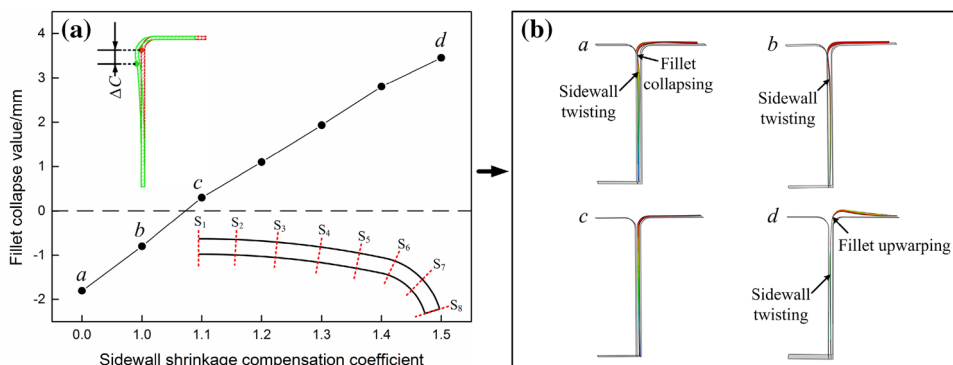 (a)
ΔC
Fillet collapse value/mm
4
3
2
1
0
-1
-2
a
b
c
d
S1
S2
S3
S4
S5
S6
S7
S8
0.0
1.0
1.1
1.2
1.3
1.4
1.5
Sidewall shrinkage compensation coefficient
(b)
a
Fillet
collapsing
Sidewall
twisting
b
Sidewall
twisting
c
d
Fillet upwarping
Sidewall
twisting